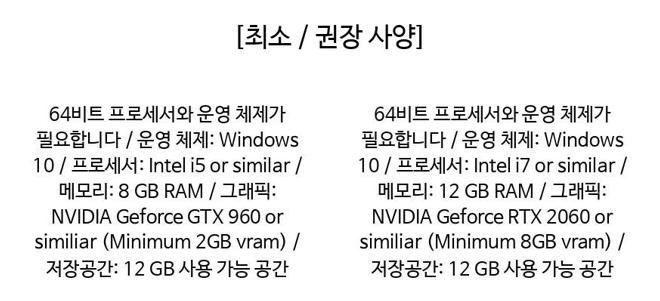 [최소 / 권장 사양]
64비트 프로세서와 운영 체제가
필요합니다 / 운영 체제: Windows
10 / 프로세서: Intel i5 or similar /
메모리: 8 GB RAM / 그래픽:
NVIDIA Geforce GTX 960 or
similiar (Minimum 2GB vram) /
저장공간: 12 GB 사용 가능 공간
64비트 프로세서와 운영 체제가
필요합니다 / 운영 체제: Windows
10 / 프로세서: Intel i7 or similar /
메모리: 12 GB RAM / 그래픽:
NVIDIA Geforce RTX 2060 or
similiar (Minimum 8GB vram) /
저장공간: 12 GB 사용 가능 공간